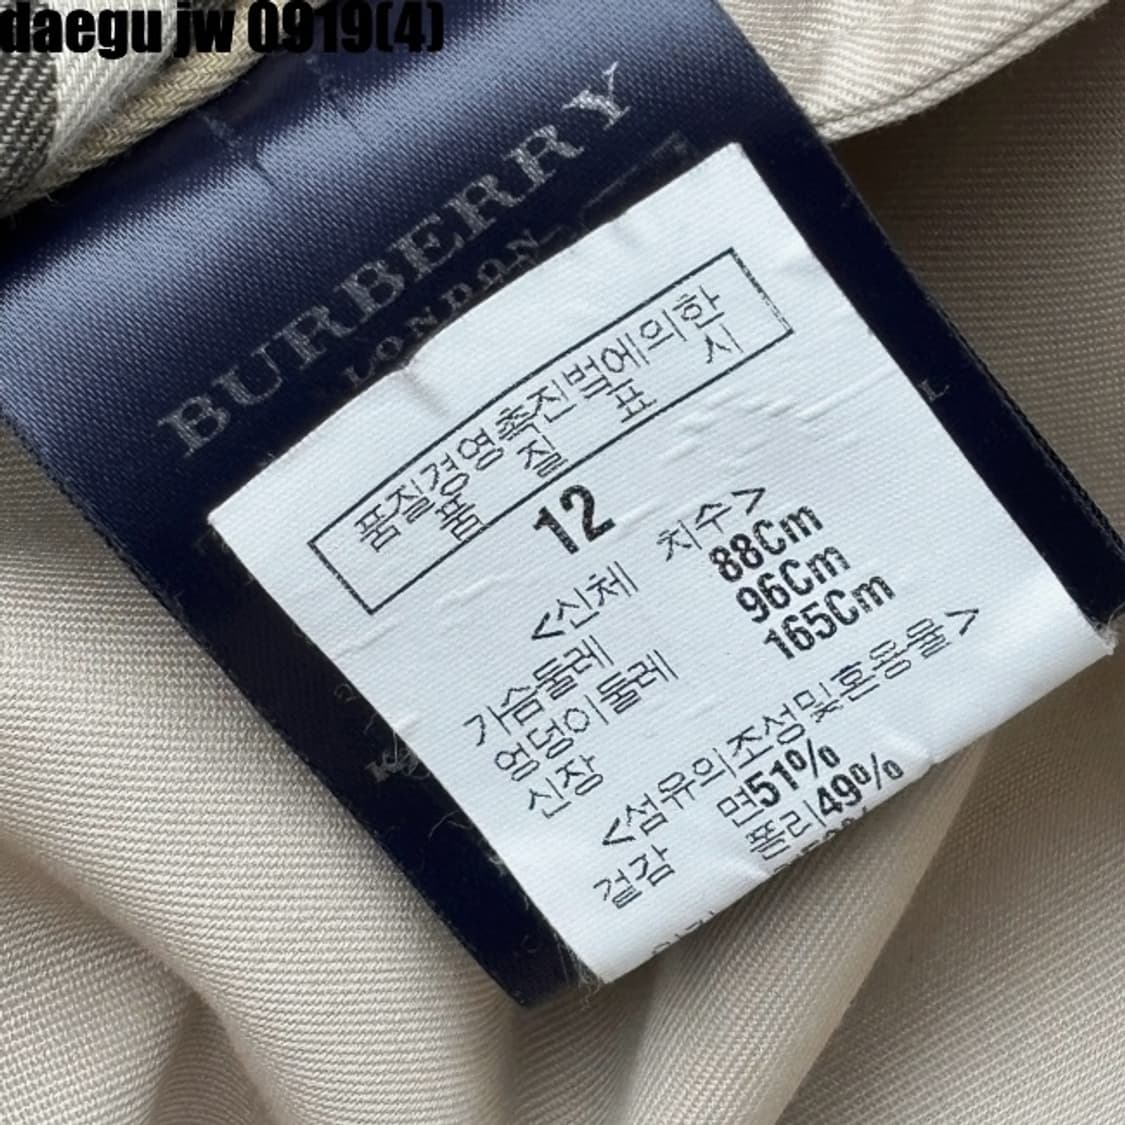 daegu jw 0919(4)
BURBERRY
LONDON
품질경영촉진법에의한
품 질 표 시
12
<신체 치수>
가슴둘레 88Cm
엉덩이둘레 96Cm
신장 165Cm
<섬유의조성및혼용율>
겉감 면51%
폴리49%